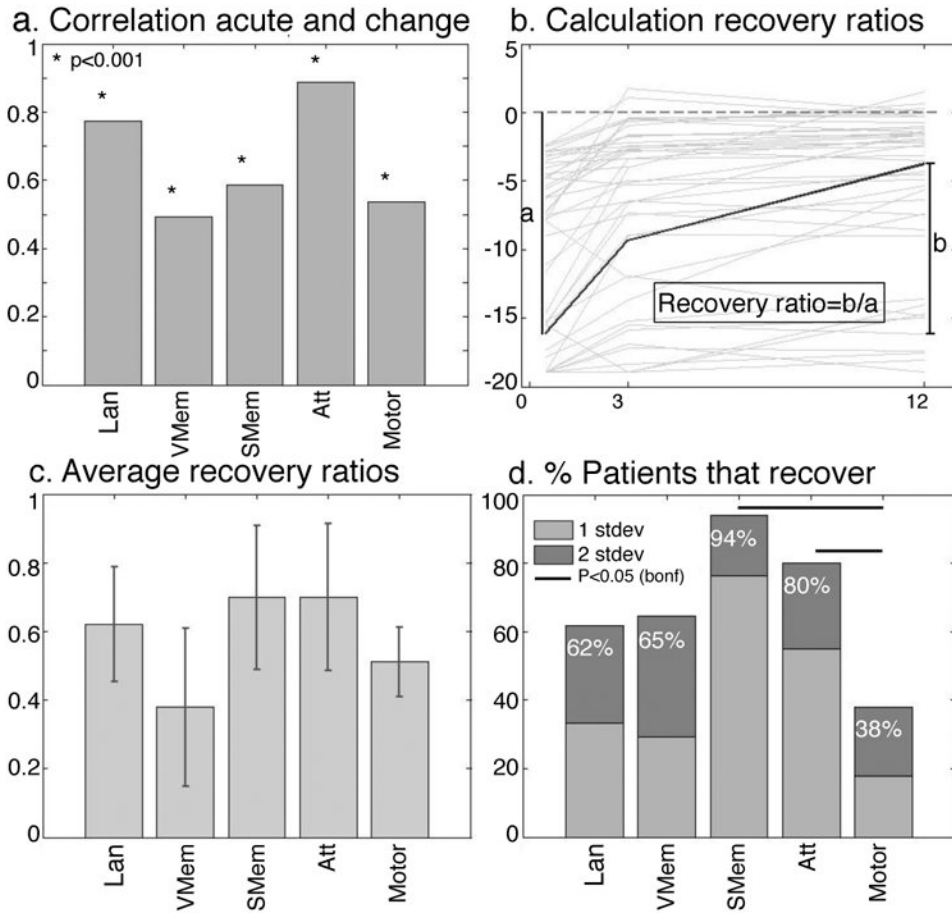 a. Correlation acute and change
* p<0.001
1
0.8
0.6
0.4
0.2
0
* * * * *
Lan VMem SMem Att Motor
b. Calculation recovery ratios
5
0
-5
-10
-15
-20
a
b
Recovery ratio=b/a
0 3 12
c. Average recovery ratios
1
0.8
0.6
0.4
0.2
0
Lan VMem SMem Att Motor
d. % Patients that recover
100
80
60
40
20
0
1 stdev
2 stdev
P<0.05 (bonf)
62% 65% 94% 80% 38%
Lan VMem SMem Att Motor